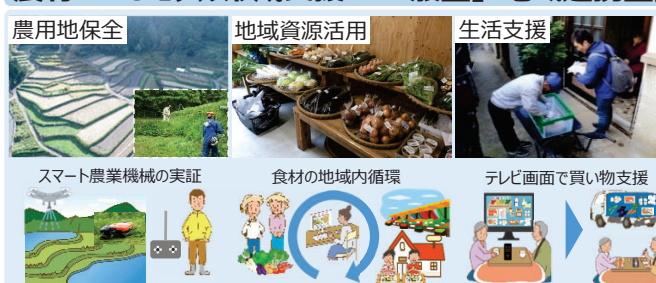 農用地保全
地域資源活用
生活支援
スマート農業機械の実証
食材の地域内循環
テレビ画面で買い物支援